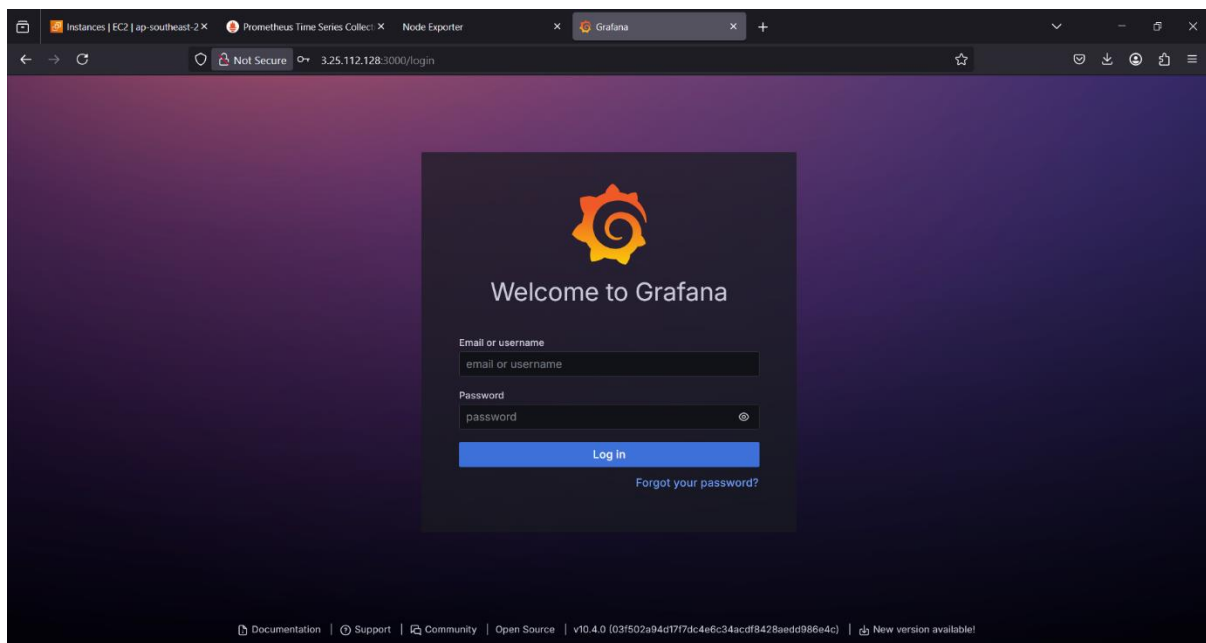 Instances | EC2 | ap-southeast-2 Prometheus Time Series Collecti Node Exporter Grafana
Not Secure 3.25.112.128:3000/login
Welcome to Grafana
Email or username
email or username
Password
password
Log in
Forgot your password?
Documentation | Support | Community | Open Source | v10.4.0 (03f502a94d17f7dc4e6c34acdf8428aedd986e4c) | New version available!